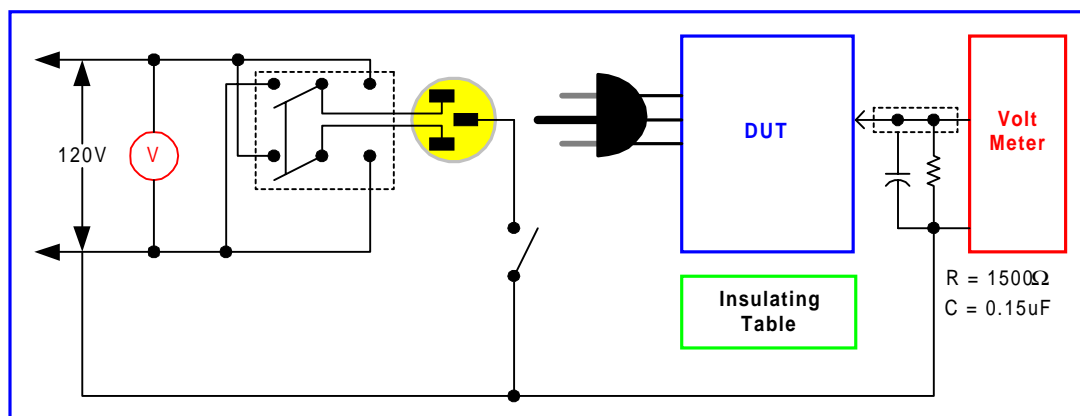 120V
V
DUT
Volt
Meter
Insulating
Table
R = 1500Ω
C = 0.15uF